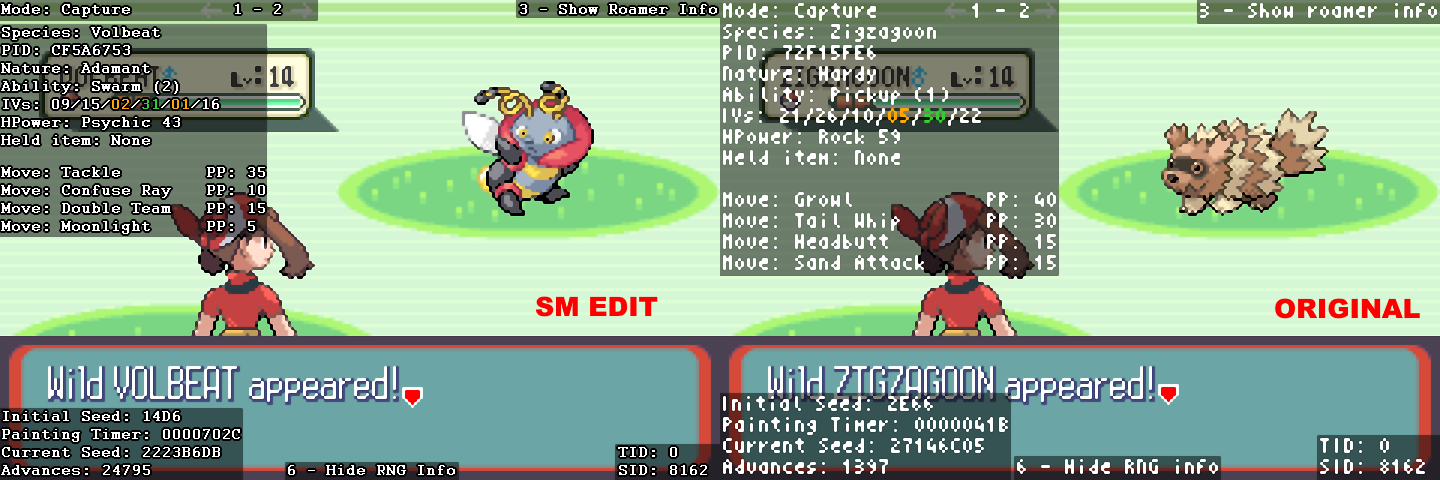 Mode: Capture
1 - 2
3 - Show Roamer Info
Species: Volbeat
PID: CF5A6753
Nature: Adamant
Ability: Swarm (2)
Lv:14
IVs: 09/15/02/31/01/16
HPower: Psychic 43
Held item: None
Move: Tackle PP: 35
Move: Confuse Ray PP: 10
Move: Double Team PP: 15
Move: Moonlight PP: 5
SM EDIT
Wild VOLBEAT appeared!
Initial Seed: 14D6
Painting Timer: 0000702C
Current Seed: 2223B6DB
Advances: 24795
6 - Hide RNG Info
TID: 0
SID: 8162
Mode: Capture
1 - 2
3 - Show roamer info
Species: Zigzagoon
PID: 72F15FE6
ZIGZAGOON♂ Lv:14
Nature: Hardy
Ability: Pickup (1)
IVs: 21/26/10/05/30/22
HPower: Rock 59
Held item: None
Move: Growl PP: 40
Move: Tail Whip PP: 30
Move: Headbutt PP: 15
Move: Sand Attack PP: 15
ORIGINAL
Wild ZIGZAGOON appeared!
Initial Seed: 2E66
Painting Timer: 0000041B
Current Seed: 27146C05
Advances: 1397
6 - Hide RNG info
TID: 0
SID: 8162